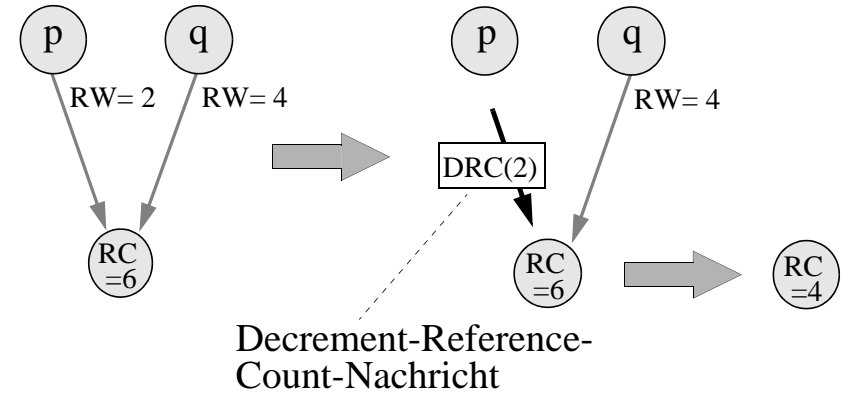 p
q
RW= 2
RW= 4
RC
=6
p
q
RW= 4
DRC(2)
RC
=6
RC
=4
Decrement-Reference-
Count-Nachricht